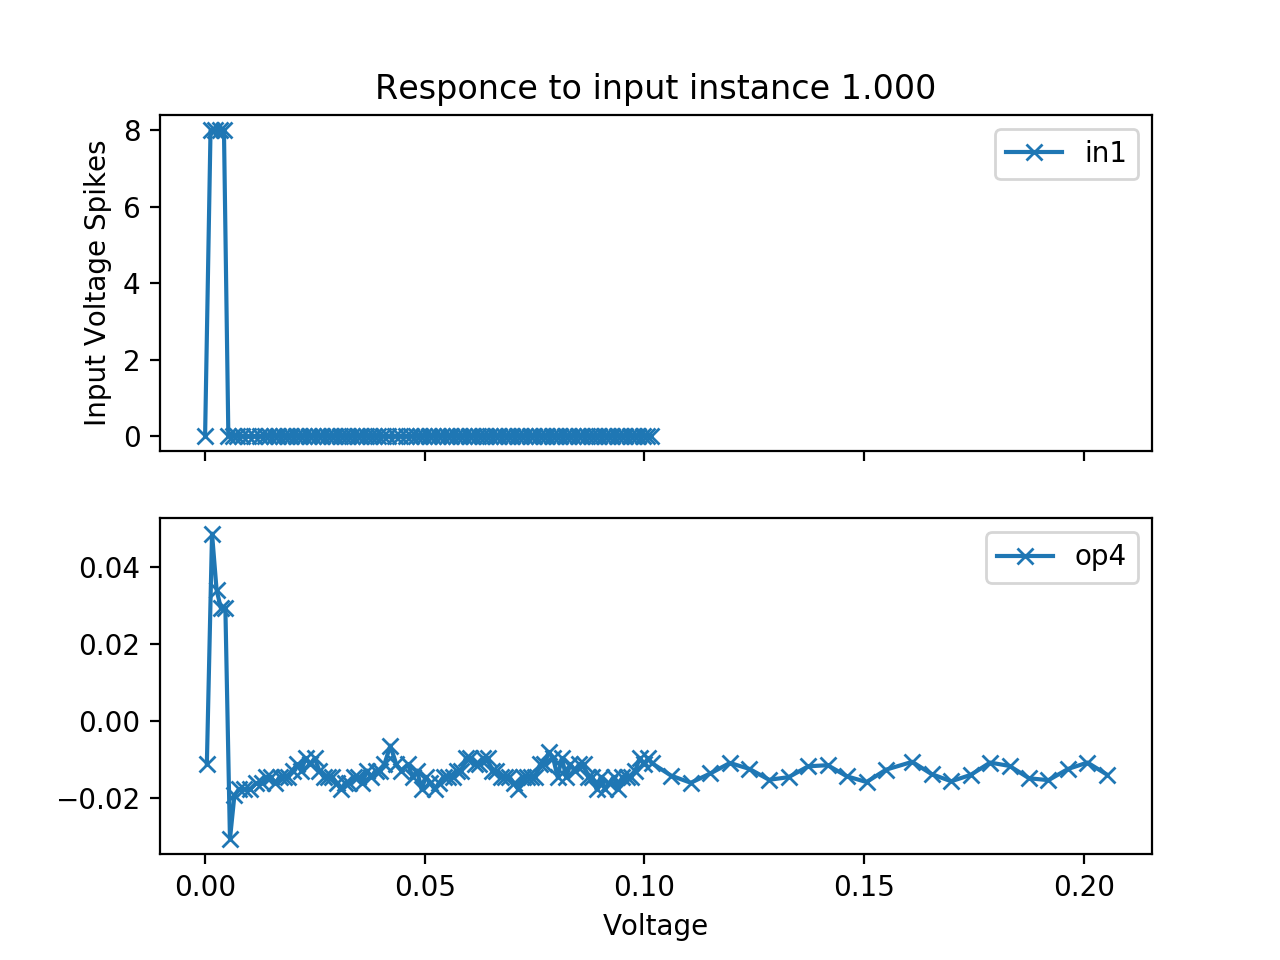 Responce to input instance 1.000
Input Voltage Spikes
8
6
4
2
0
in1
0.04
0.02
0.00
−0.02
op4
0.00 0.05 0.10 0.15 0.20
Voltage